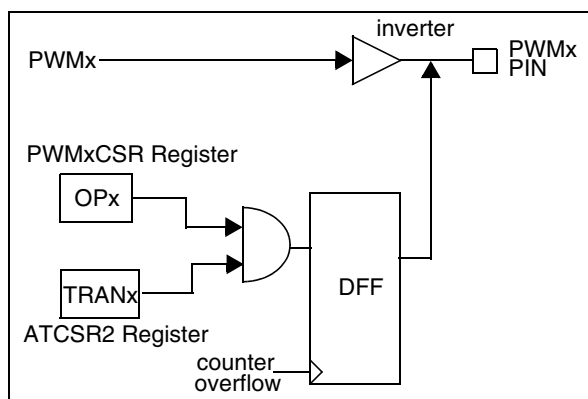 inverter
PWMx
PWMx
PIN
PWMxCSR Register
OPx
TRANx
ATCSR2 Register
DFF
counter
overflow